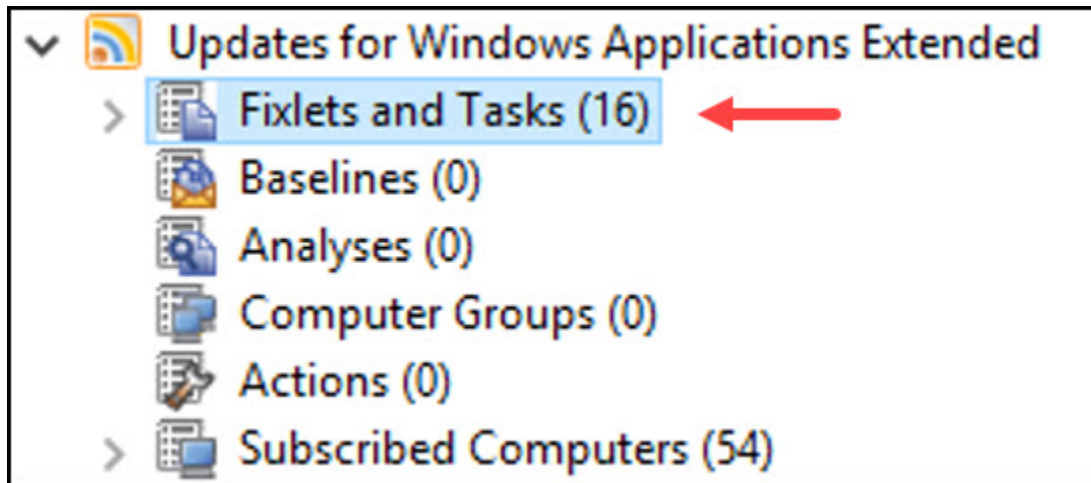 Updates for Windows Applications Extended
Fixlets and Tasks (16)
Baselines (0)
Analyses (0)
Computer Groups (0)
Actions (0)
Subscribed Computers (54)